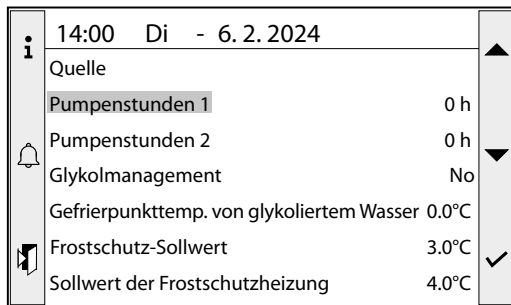 14:00 Di - 6. 2. 2024
Quelle
Pumpenstunden 1 0 h
Pumpenstunden 2 0 h
Glykolmanagement No
Gefrierpunkttemp. von glykoliertem Wasser 0.0°C
Frostschutz-Sollwert 3.0°C
Sollwert der Frostschutzheizung 4.0°C